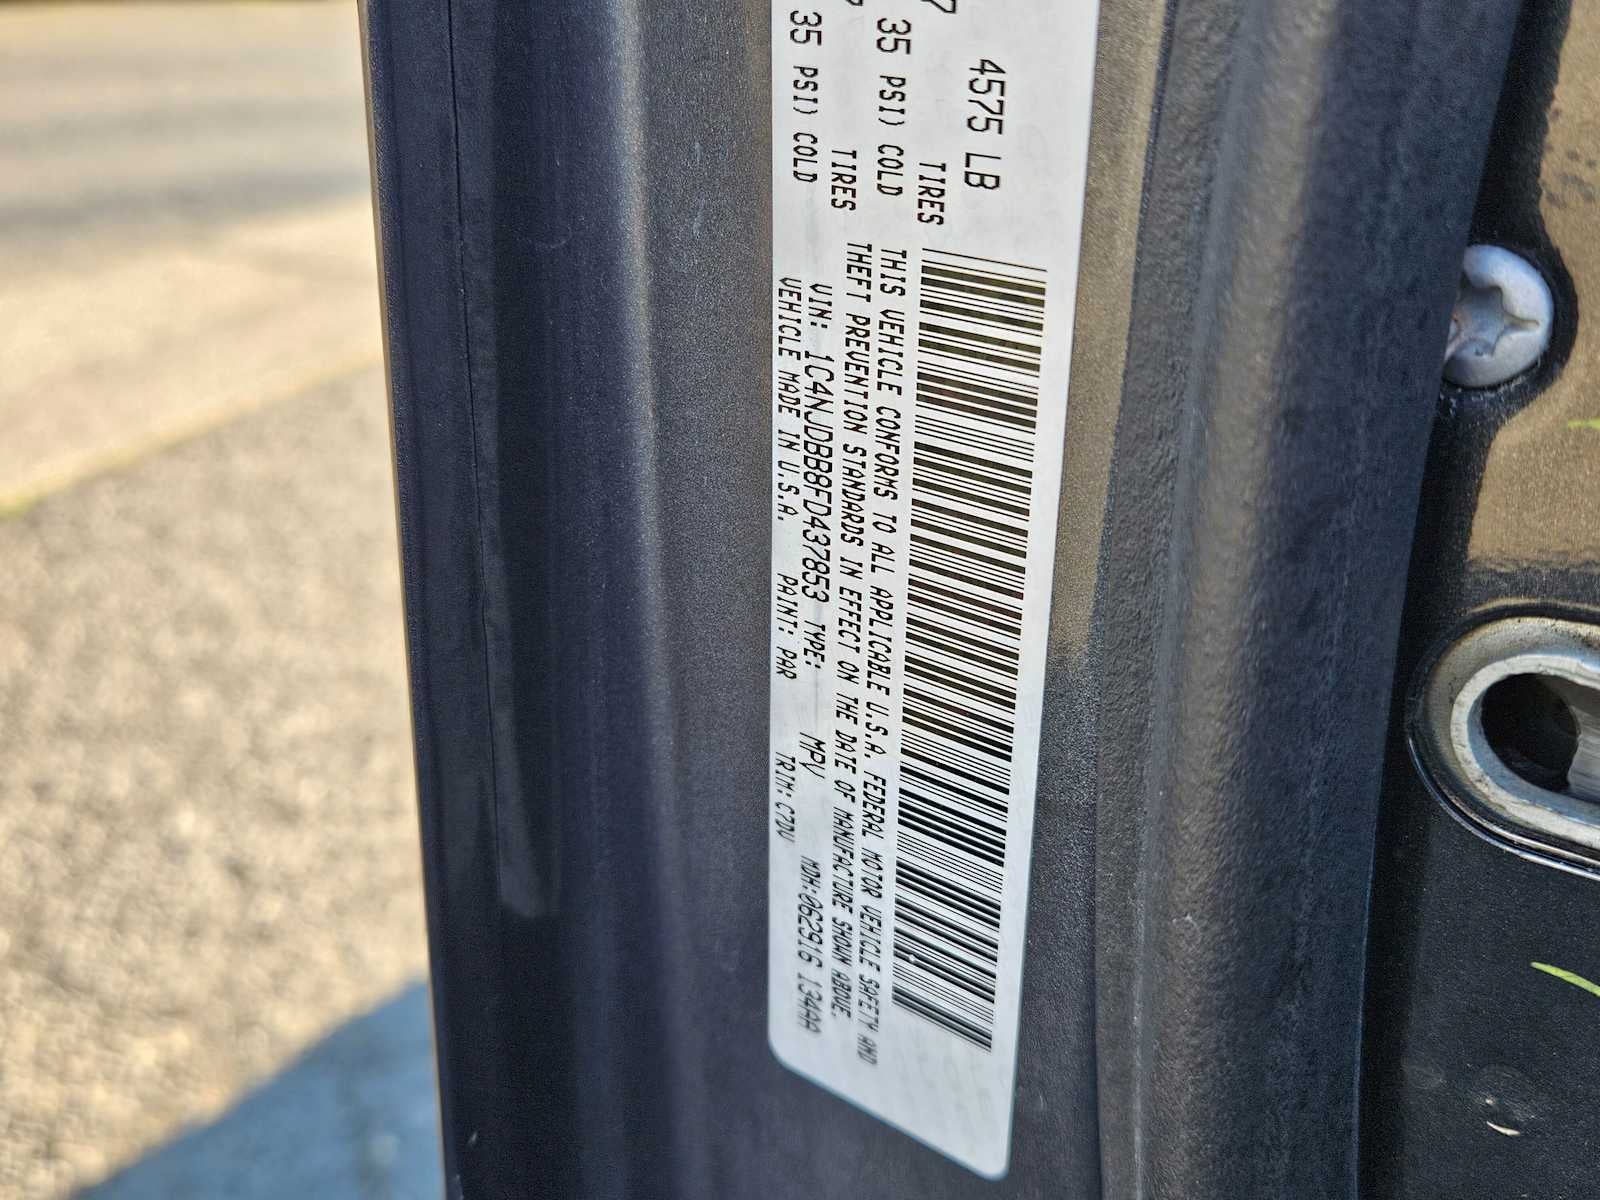 4575 LB
TIRES
35 PSI) COLD
TIRES
35 PSI) COLD
THIS VEHICLE CONFORMS TO ALL APPLICABLE U.S.A. FEDERAL MOTOR VEHICLE SAFETY AND
THEFT PREVENTION STANDARDS IN EFFECT ON THE DATE OF MANUFACTURE SHOWN ABOVE.
VIN: 1C4NJDBB8FD437853 TYPE: MPV MDH:062916 134AA
VEHICLE MADE IN U.S.A. PAINT: PAR TRIM: C7DV